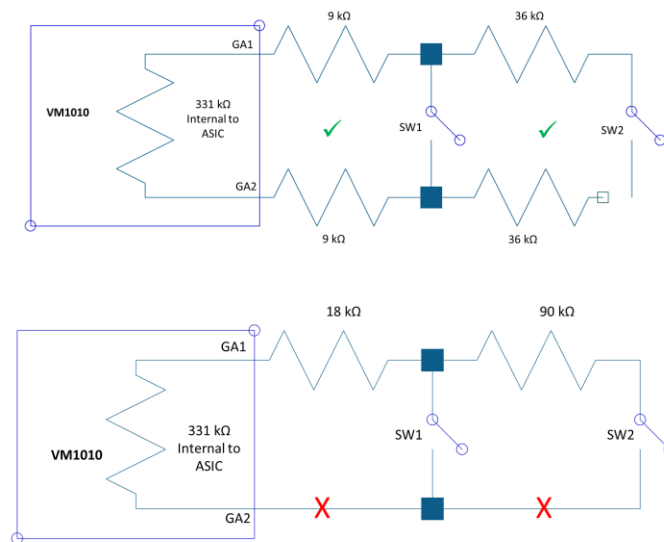 9 kΩ
36 kΩ
GA1
VM1010
331 kΩ
Internal to
ASIC
✓
✓
SW1
SW2
GA2
9 kΩ
36 kΩ
18 kΩ
90 kΩ
GA1
331 kΩ
Internal to
ASIC
VM1010
SW1
SW2
GA2
X
X